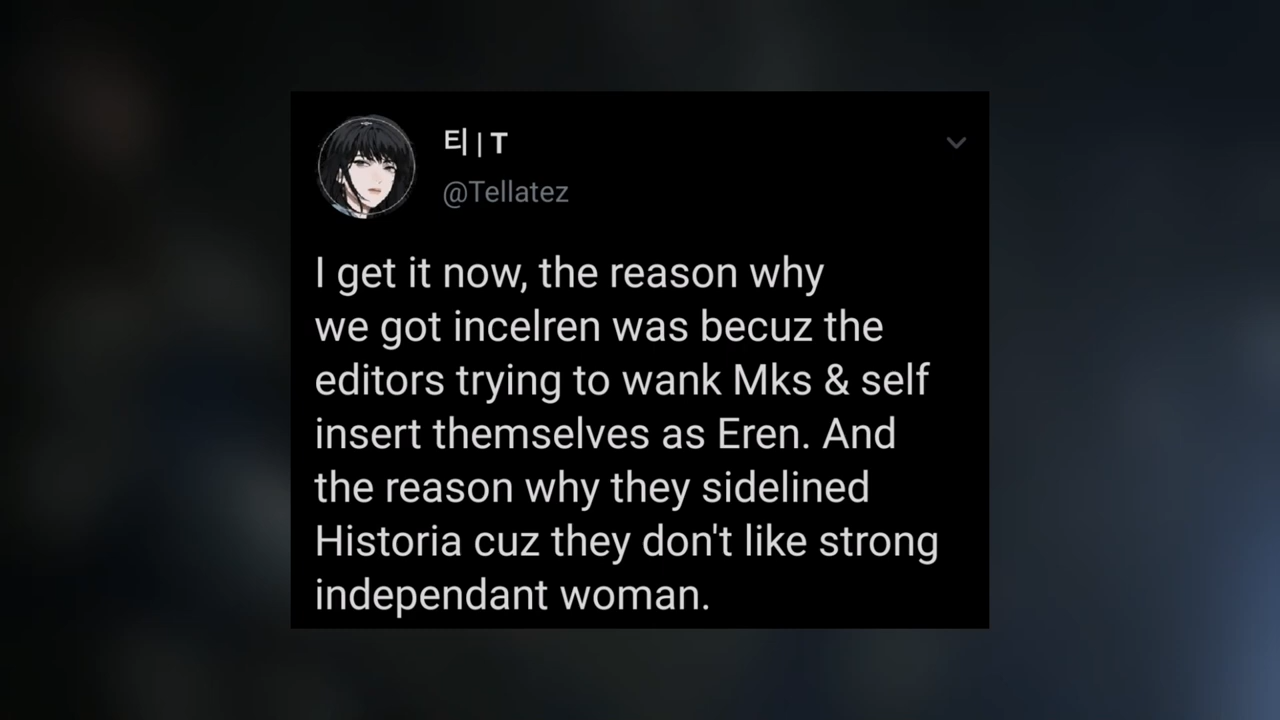 티 | T
@Tellatez
I get it now, the reason why
we got incelren was becuz the
editors trying to wank Mks & self
insert themselves as Eren. And
the reason why they sidelined
Historia cuz they don't like strong
independant woman.